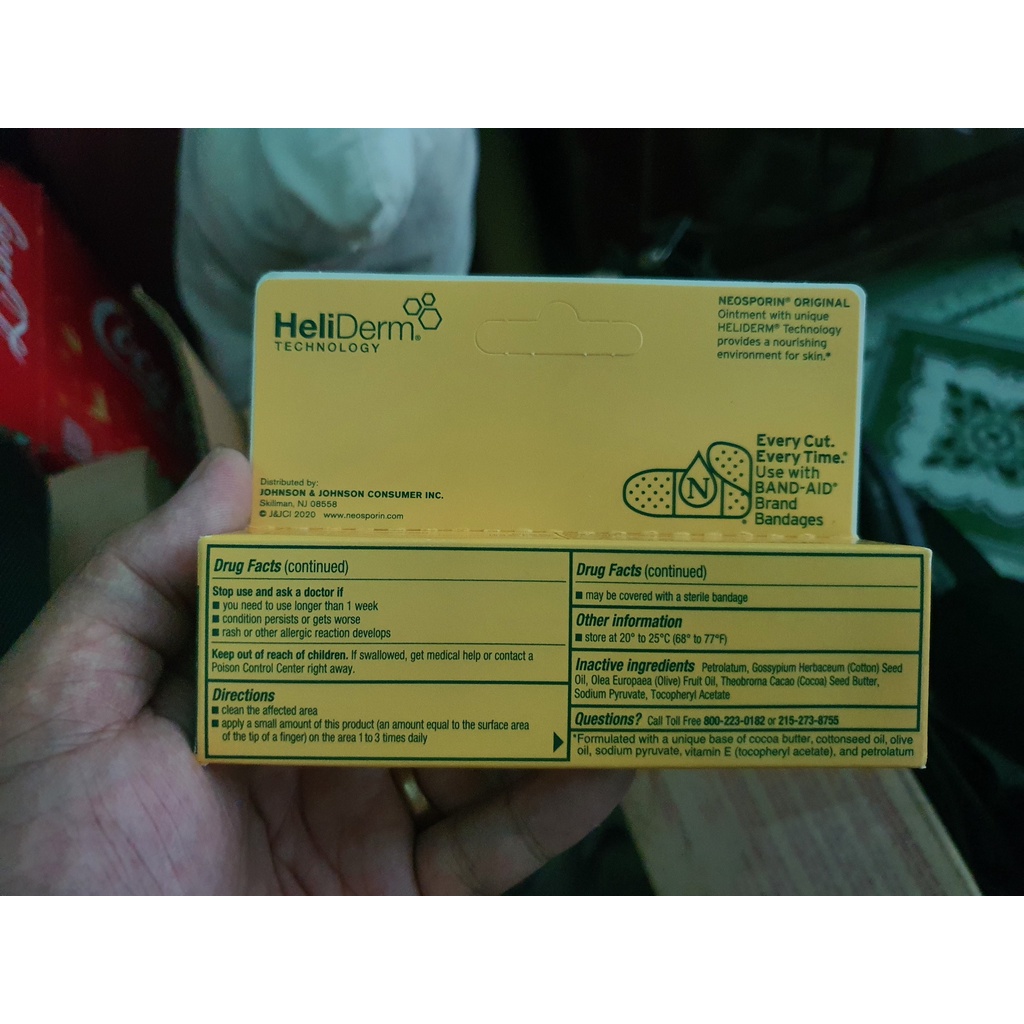 HeliDerm®
TECHNOLOGY
NEOSPORIN® ORIGINAL
Ointment with unique
HELIDERM® Technology
provides a nourishing
environment for skin.*
Distributed by:
JOHNSON & JOHNSON CONSUMER INC.
Skillman, NJ 08558
© J&JCI 2020 www.neosporin.com
N
Every Cut.
Every Time.®
Use with
BAND-AID®
Brand
Bandages
Drug Facts (continued)
Stop use and ask a doctor if
■ you need to use longer than 1 week
■ condition persists or gets worse
■ rash or other allergic reaction develops
Keep out of reach of children. If swallowed, get medical help or contact a
Poison Control Center right away.
Directions
■ clean the affected area
■ apply a small amount of this product (an amount equal to the surface area
of the tip of a finger) on the area 1 to 3 times daily
Drug Facts (continued)
■ may be covered with a sterile bandage
Other information
■ store at 20° to 25°C (68° to 77°F)
Inactive ingredients Petrolatum, Gossypium Herbaceum (Cotton) Seed
Oil, Olea Europaea (Olive) Fruit Oil, Theobroma Cacao (Cocoa) Seed Butter,
Sodium Pyruvate, Tocopheryl Acetate
Questions? Call Toll Free 800-223-0182 or 215-273-8755
*Formulated with a unique base of cocoa butter, cottonseed oil, olive
oil, sodium pyruvate, vitamin E (tocopheryl acetate), and petrolatum